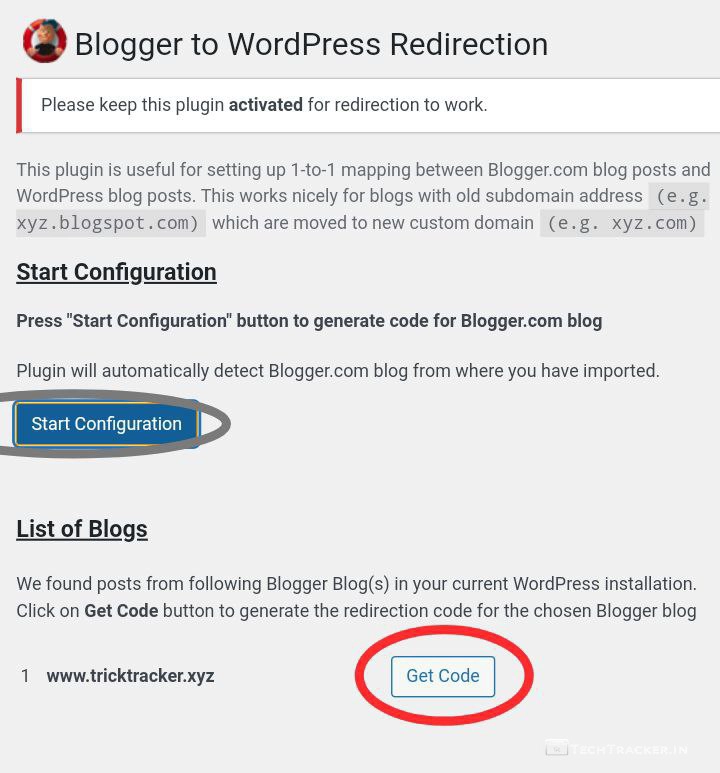 Blogger to WordPress Redirection
Please keep this plugin activated for redirection to work.
This plugin is useful for setting up 1-to-1 mapping between Blogger.com blog posts and
WordPress blog posts. This works nicely for blogs with old subdomain address (e.g.
xyz.blogspot.com) which are moved to new custom domain (e.g. xyz.com)
Start Configuration
Press "Start Configuration" button to generate code for Blogger.com blog
Plugin will automatically detect Blogger.com blog from where you have imported.
Start Configuration
List of Blogs
We found posts from following Blogger Blog(s) in your current WordPress installation.
Click on Get Code button to generate the redirection code for the chosen Blogger blog
1 www.tricktracker.xyz Get Code
TechTracker.in